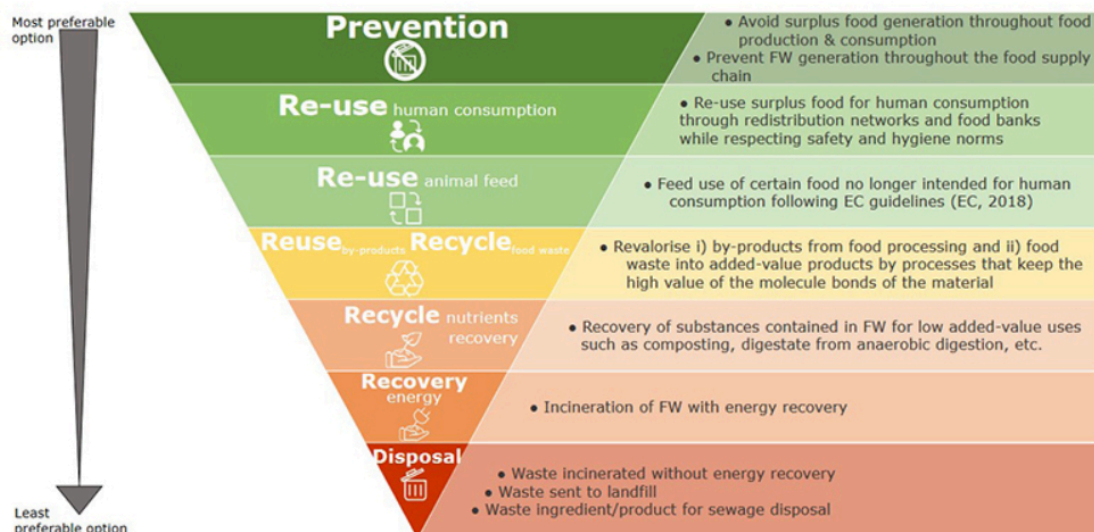 Most preferable
option
Prevention
● Avoid surplus food generation throughout food
production & consumption
● Prevent FW generation throughout the food supply
chain
Re-use human consumption
● Re-use surplus food for human consumption
through redistribution networks and food banks
while respecting safety and hygiene norms
Re-use animal feed
● Feed use of certain food no longer intended for human
consumption following EC guidelines (EC, 2018)
Reuse by-products Recycle food waste
● Revalorise i) by-products from food processing and ii) food
waste into added-value products by processes that keep the
high value of the molecule bonds of the material
Recycle nutrients
recovery
● Recovery of substances contained in FW for low added-value uses
such as composting, digestate from anaerobic digestion, etc.
Recovery
energy
● Incineration of FW with energy recovery
Disposal
● Waste incinerated without energy recovery
● Waste sent to landfill
● Waste ingredient/product for sewage disposal
Least
preferable option